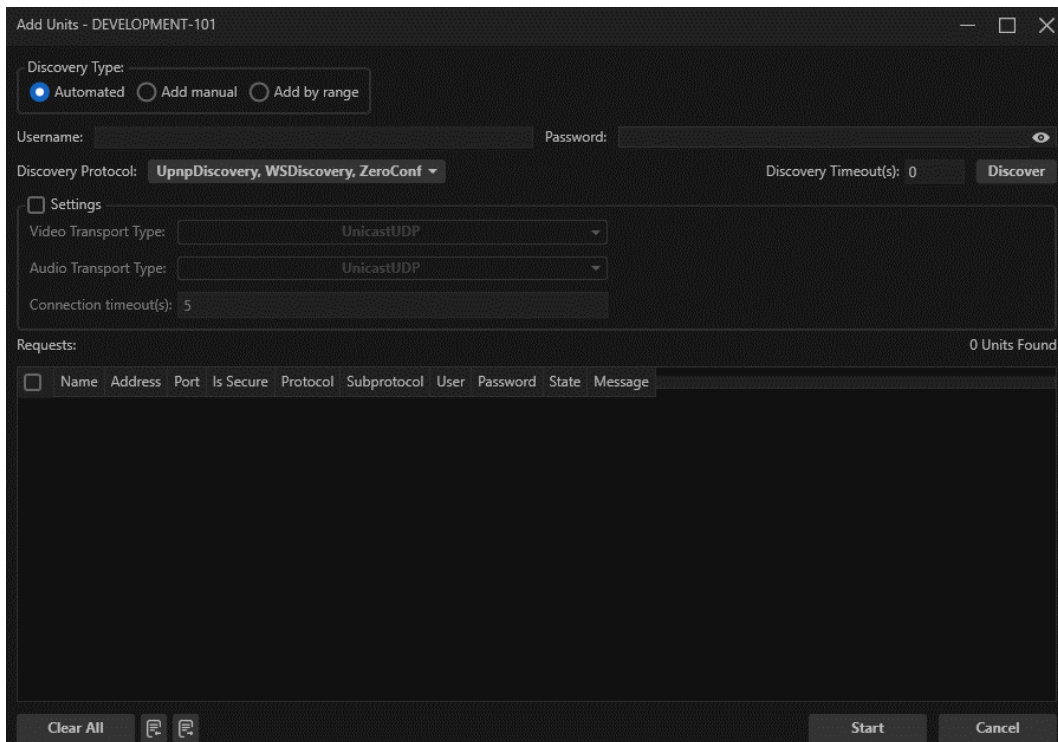 Add Units - DEVELOPMENT-101
Discovery Type:
Automated Add manual Add by range
Username: Password:
Discovery Protocol: UpnpDiscovery, WSDiscovery, ZeroConf Discovery Timeout(s): 0 Discover
Settings
Video Transport Type: UnicastUDP
Audio Transport Type: UnicastUDP
Connection timeout(s): 5
Requests: 0 Units Found
Name Address Port Is Secure Protocol Subprotocol User Password State Message
Clear All Start Cancel